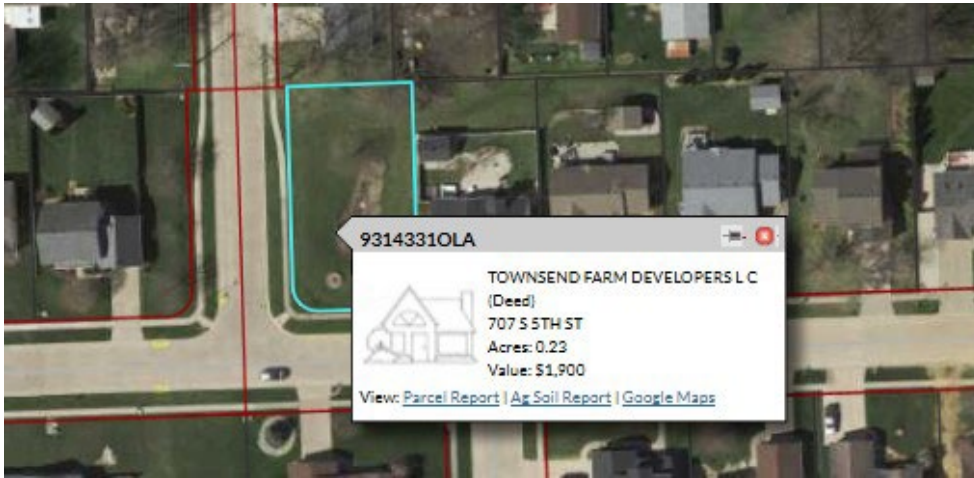 9314331OLA
TOWNSEND FARM DEVELOPERS L C
(Deed)
707 S 5TH ST
Acres: 0.23
Value: $1,900
View: Parcel Report | Ag Soil Report | Google Maps